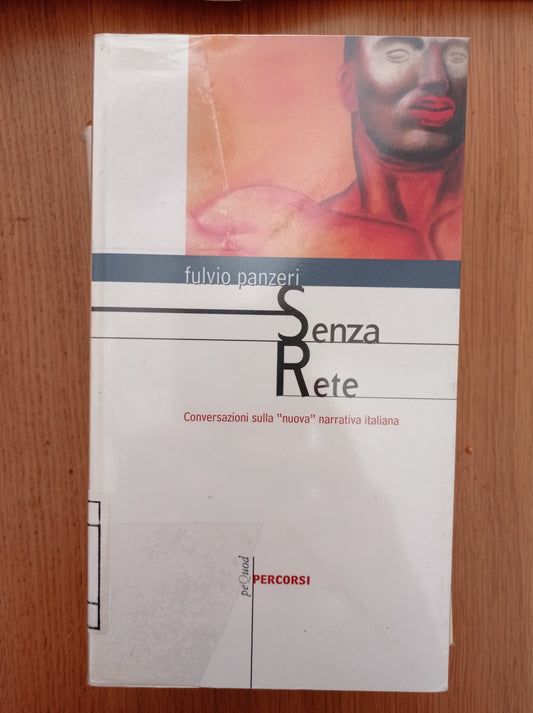 fulvio panzeri
Senza
Rete
Conversazioni sulla "nuova" narrativa italiana
peQuod
PERCORSI